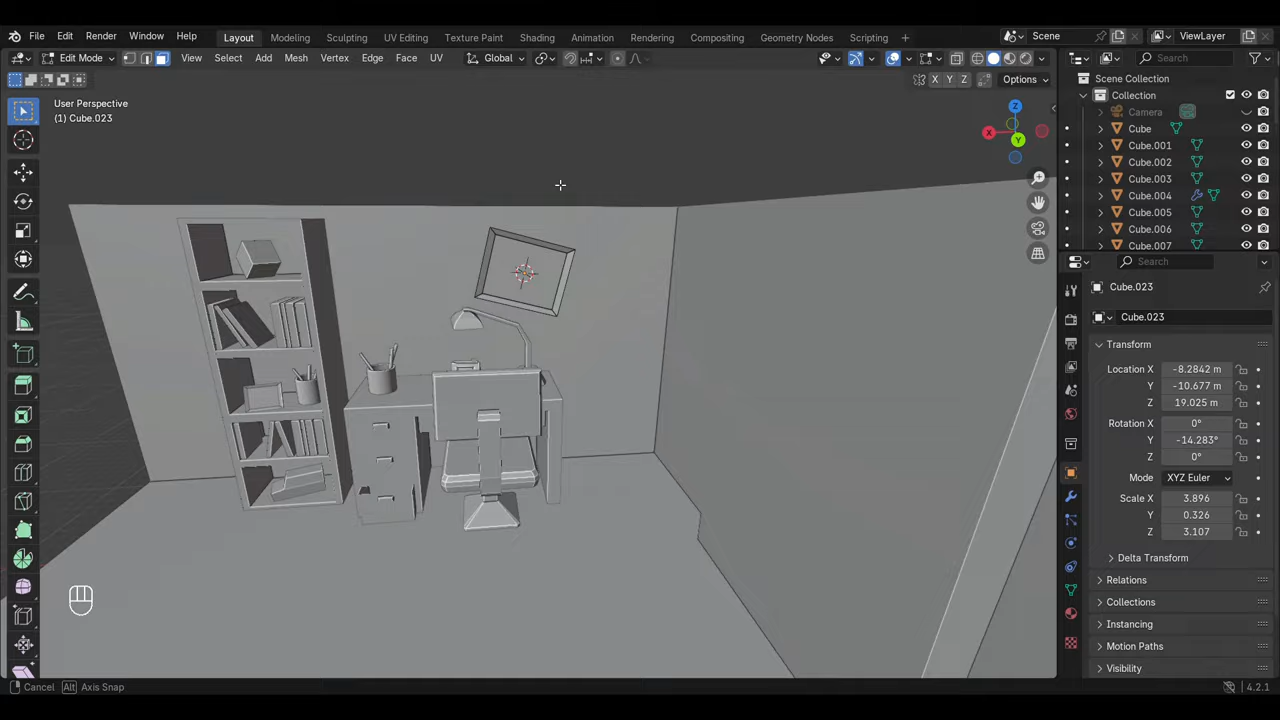 File Edit Render Window Help Layout Modeling Sculpting UV Editing Texture Paint Shading Animation Rendering Compositing Geometry Nodes Scripting + Scene ViewLayer
Edit Mode View Select Add Mesh Vertex Edge Face UV Global Search
X Y Z Options
User Perspective
(1) Cube.023
Z
X
Y
Scene Collection
Collection
Camera
Cube
Cube.001
Cube.002
Cube.003
Cube.004
Cube.005
Cube.006
Cube.007
Search
Cube.023
Cube.023
Transform
Location X -8.2842 m
Y -10.677 m
Z 19.025 m
Rotation X 0°
Y -14.283°
Z 0°
Mode XYZ Euler
Scale X 3.896
Y 0.326
Z 3.107
Delta Transform
Relations
Collections
Instancing
Motion Paths
Visibility
Cancel Alt Axis Snap 4.2.1